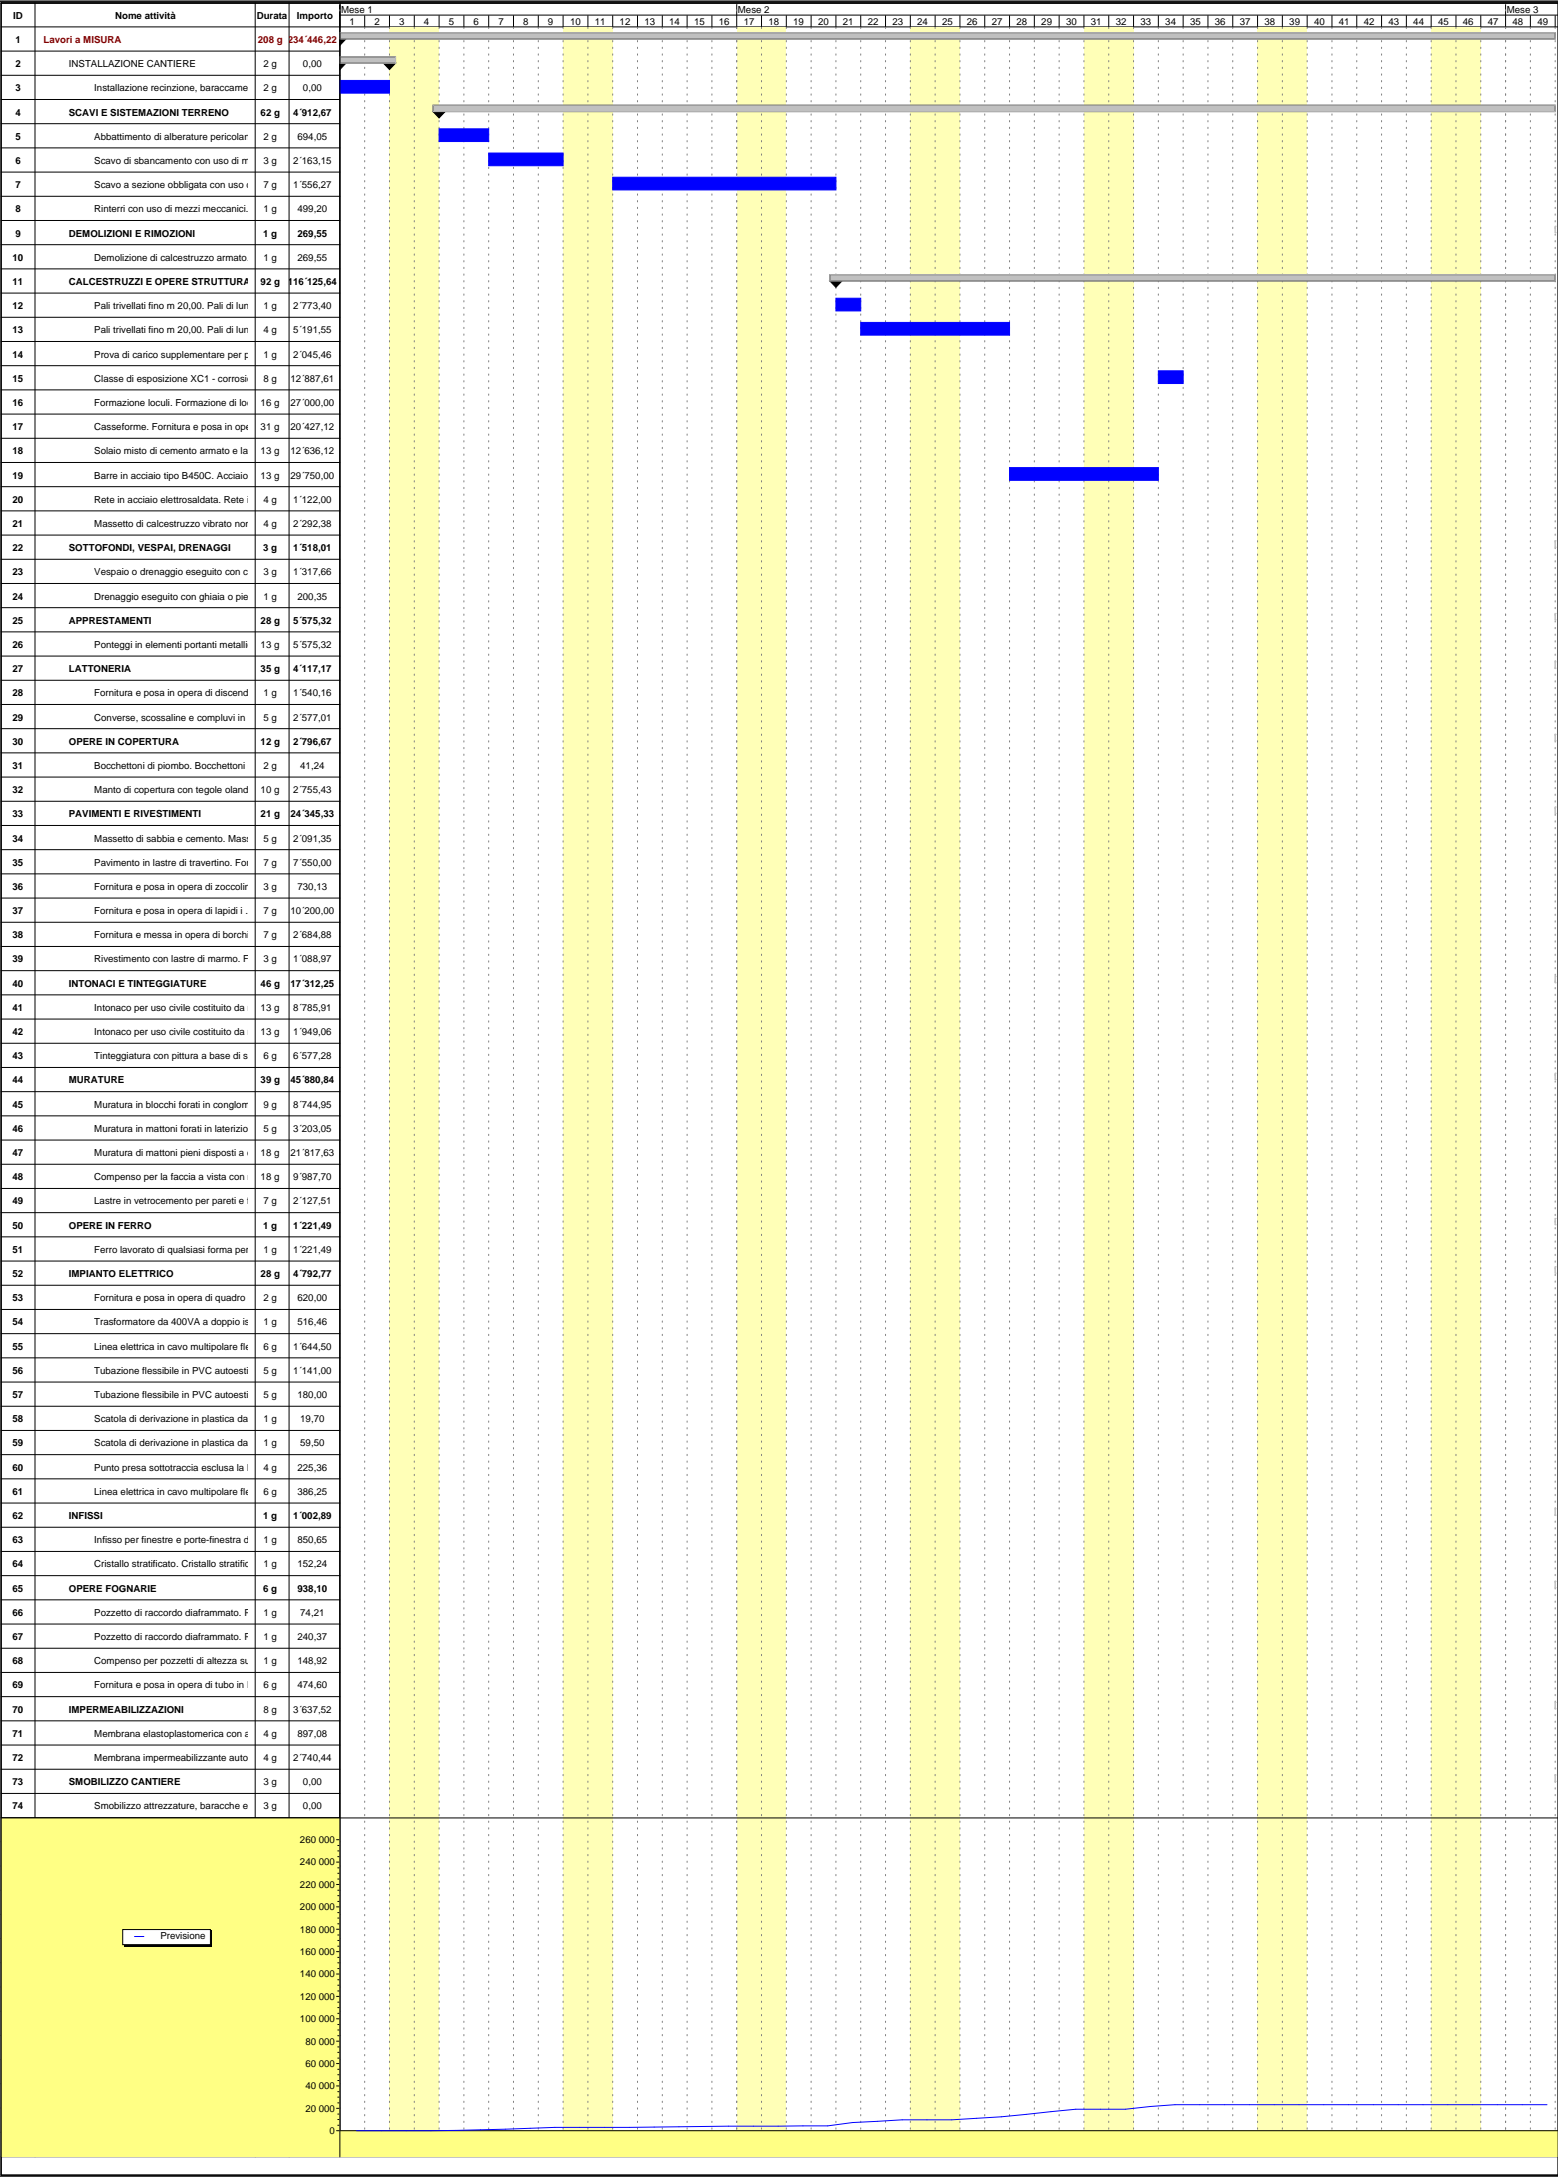 ID Nome attività Durata Importo Mese 1 Mese 2 Mese 3
1 2 3 4 5 6 7 8 9 10 11 12 13 14 15 16 17 18 19 20 21 22 23 24 25 26 27 28 29 30 31 32 33 34 35 36 37 38 39 40 41 42 43 44 45 46 47 48 49
1 Lavori a MISURA 208 g 234´446,22
2 INSTALLAZIONE CANTIERE 2 g 0,00
3 Installazione recinzione, baraccame 2 g 0,00
4 SCAVI E SISTEMAZIONI TERRENO 62 g 4´912,67
5 Abbattimento di alberature pericolar 2 g 694,05
6 Scavo di sbancamento con uso di m 3 g 2´163,15
7 Scavo a sezione obbligata con uso 7 g 1´556,27
8 Rinterri con uso di mezzi meccanici. 1 g 499,20
9 DEMOLIZIONI E RIMOZIONI 1 g 269,55
10 Demolizione di calcestruzzo armato. 1 g 269,55
11 CALCESTRUZZI E OPERE STRUTTURA 92 g 116´125,64
12 Pali trivellati fino m 20,00. Pali di lun 1 g 2´773,40
13 Pali trivellati fino m 20,00. Pali di lun 4 g 5´191,55
14 Prova di carico supplementare per p 1 g 2´045,46
15 Classe di esposizione XC1 - corrosi 8 g 12´887,61
16 Formazione loculi. Formazione di lo 16 g 27´000,00
17 Casseforme. Fornitura e posa in ope 31 g 20´427,12
18 Solaio misto di cemento armato e la 13 g 12´636,12
19 Barre in acciaio tipo B450C. Acciaio 13 g 29´750,00
20 Rete in acciaio elettrosaldata. Rete i 4 g 1´122,00
21 Massetto di calcestruzzo vibrato nor 4 g 2´292,38
22 SOTTOFONDI, VESPAI, DRENAGGI 3 g 1´518,01
23 Vespaio o drenaggio eseguito con c 3 g 1´317,66
24 Drenaggio eseguito con ghiaia o pie 1 g 200,35
25 APPRESTAMENTI 28 g 5´575,32
26 Ponteggi in elementi portanti metalli 13 g 5´575,32
27 LATTONERIA 35 g 4´117,17
28 Fornitura e posa in opera di discend 1 g 1´540,16
29 Converse, scossaline e compluvi in 5 g 2´577,01
30 OPERE IN COPERTURA 12 g 2´796,67
31 Bocchettoni di piombo. Bocchettoni 2 g 41,24
32 Manto di copertura con tegole oland 10 g 2´755,43
33 PAVIMENTI E RIVESTIMENTI 21 g 24´345,33
34 Massetto di sabbia e cemento. Mass 5 g 2´091,35
35 Pavimento in lastre di travertino. For 7 g 7´550,00
36 Fornitura e posa in opera di zoccolin 3 g 730,13
37 Fornitura e posa in opera di lapidi i . 7 g 10´200,00
38 Fornitura e messa in opera di borchi 7 g 2´684,88
39 Rivestimento con lastre di marmo. F 3 g 1´088,97
40 INTONACI E TINTEGGIATURE 46 g 17´312,25
41 Intonaco per uso civile costituito da 13 g 8´785,91
42 Intonaco per uso civile costituito da 13 g 1´949,06
43 Tinteggiatura con pittura a base di s 6 g 6´577,28
44 MURATURE 39 g 45´880,84
45 Muratura in blocchi forati in conglom 9 g 8´744,95
46 Muratura in mattoni forati in laterizio 5 g 3´203,05
47 Muratura di mattoni pieni disposti a 18 g 21´817,63
48 Compenso per la faccia a vista con 18 g 9´987,70
49 Lastre in vetrocemento per pareti e 7 g 2´127,51
50 OPERE IN FERRO 1 g 1´221,49
51 Ferro lavorato di qualsiasi forma per 1 g 1´221,49
52 IMPIANTO ELETTRICO 28 g 4´792,77
53 Fornitura e posa in opera di quadro 2 g 620,00
54 Trasformatore da 400VA a doppio is 1 g 516,46
55 Linea elettrica in cavo multipolare fle 6 g 1´644,50
56 Tubazione flessibile in PVC autoesti 5 g 1´141,00
57 Tubazione flessibile in PVC autoesti 5 g 180,00
58 Scatola di derivazione in plastica da 1 g 19,70
59 Scatola di derivazione in plastica da 1 g 59,50
60 Punto presa sottotraccia esclusa la 4 g 225,36
61 Linea elettrica in cavo multipolare fle 6 g 386,25
62 INFISSI 1 g 1´002,89
63 Infisso per finestre e porte-finestra d 1 g 850,65
64 Cristallo stratificato. Cristallo stratific 1 g 152,24
65 OPERE FOGNARIE 6 g 938,10
66 Pozzetto di raccordo diaframmato. F 1 g 74,21
67 Pozzetto di raccordo diaframmato. F 1 g 240,37
68 Compenso per pozzetti di altezza su 1 g 148,92
69 Fornitura e posa in opera di tubo in 6 g 474,60
70 IMPERMEABILIZZAZIONI 8 g 3´637,52
71 Membrana elastoplastomerica con a 4 g 897,08
72 Membrana impermeabilizzante auto 4 g 2´740,44
73 SMOBILIZZO CANTIERE 3 g 0,00
74 Smobilizzo attrezzature, baracche e 3 g 0,00
260 000
240 000
220 000
200 000
180 000
Previsione
160 000
140 000
120 000
100 000
80 000
60 000
40 000
20 000
0